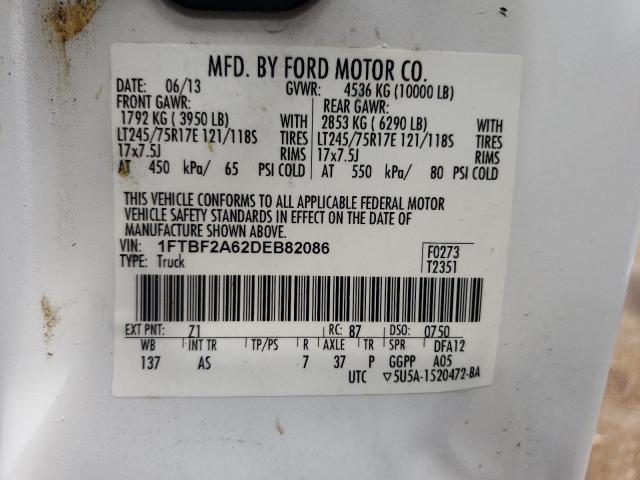 MFD. BY FORD MOTOR CO.
DATE: 06/13 GVWR: 4536 KG (10000 LB)
FRONT GAWR: REAR GAWR:
1792 KG ( 3950 LB) WITH 2853 KG ( 6290 LB) WITH
LT245/75R17E 121/118S TIRES LT245/75R17E 121/118S TIRES
17x7.5J RIMS 17x7.5J RIMS
AT 450 kPa/ 65 PSI COLD AT 550 kPa/ 80 PSI COLD
THIS VEHICLE CONFORMS TO ALL APPLICABLE FEDERAL MOTOR
VEHICLE SAFETY STANDARDS IN EFFECT ON THE DATE OF
MANUFACTURE SHOWN ABOVE.
VIN: 1FTBF2A62DEB82086 F0273
TYPE: Truck T2351
EXT PNT: Z1 RC: 87 DSO: 0750
WB INT TR TP/PS R AXLE TR SPR DFA12
137 AS 7 37 P GGPP A05
UTC ▽5U5A-1520472-BA